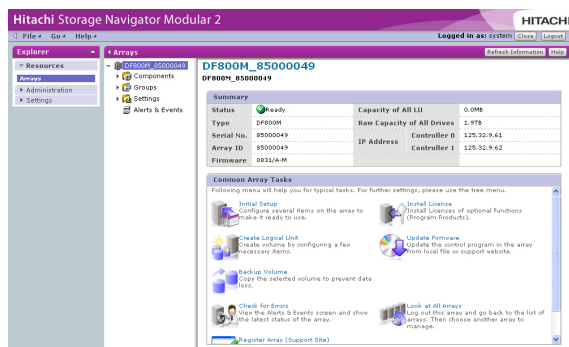 Hitachi Storage Navigator Modular 2
HITACHI
File Go Help
Logged in as: system Close Logout
Explorer
Arrays
Refresh Information Help
Resources
Arrays
Administration
Settings
DF800M_85000049
Components
Groups
Settings
Alerts & Events
DF800M_85000049
DF800M_85000049
Summary
Status Ready Capacity of All LU 0.0MB
Type DF800M Raw Capacity of All Drives 1.9TB
Serial No. 85000049 IP Address Controller 0 125.32.9.61
Array ID 85000049 Controller 1 125.32.9.62
Firmware 0831/A-M
Common Array Tasks
Following menu will help you for typical tasks. For further settings, please use the tree menu.
Initial Setup
Configure several items on the array to
make it ready to use.
Install License
Install Licenses of optional functions
(Program Products).
Create Logical Unit
Create volume by configuring a few
necessary items.
Update Firmware
Update the control program in the array
from local file or support website.
Backup Volume
Copy the selected volume to prevent data
loss.
Check for Errors
View the Alerts & Events screen and show
the latest status of the array.
Look at All Arrays
Log out this array and go back to the list of
arrays. Then choose another array to
manage.
Register Array (Support Site)